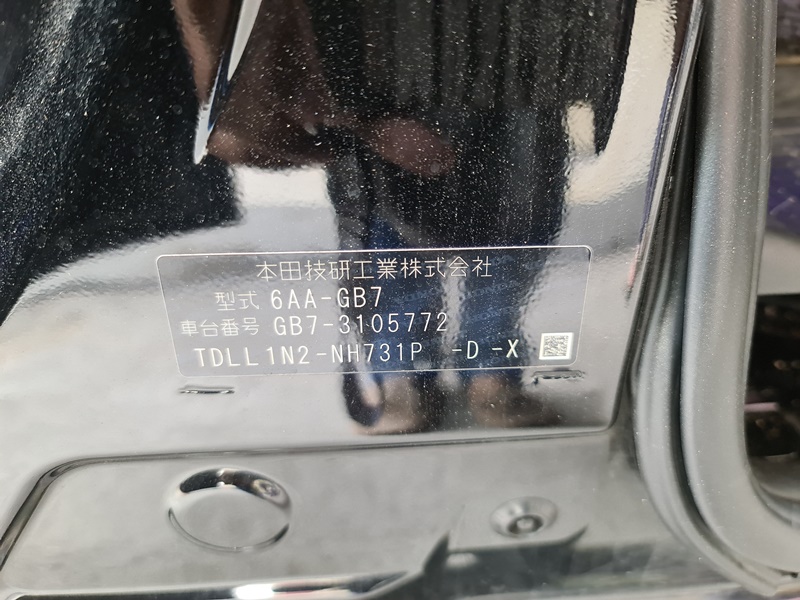 本田技研工業株式会社
型式 6AA-GB7
車台番号 GB7-3105772
TDLL1N2-NH731P -D -X